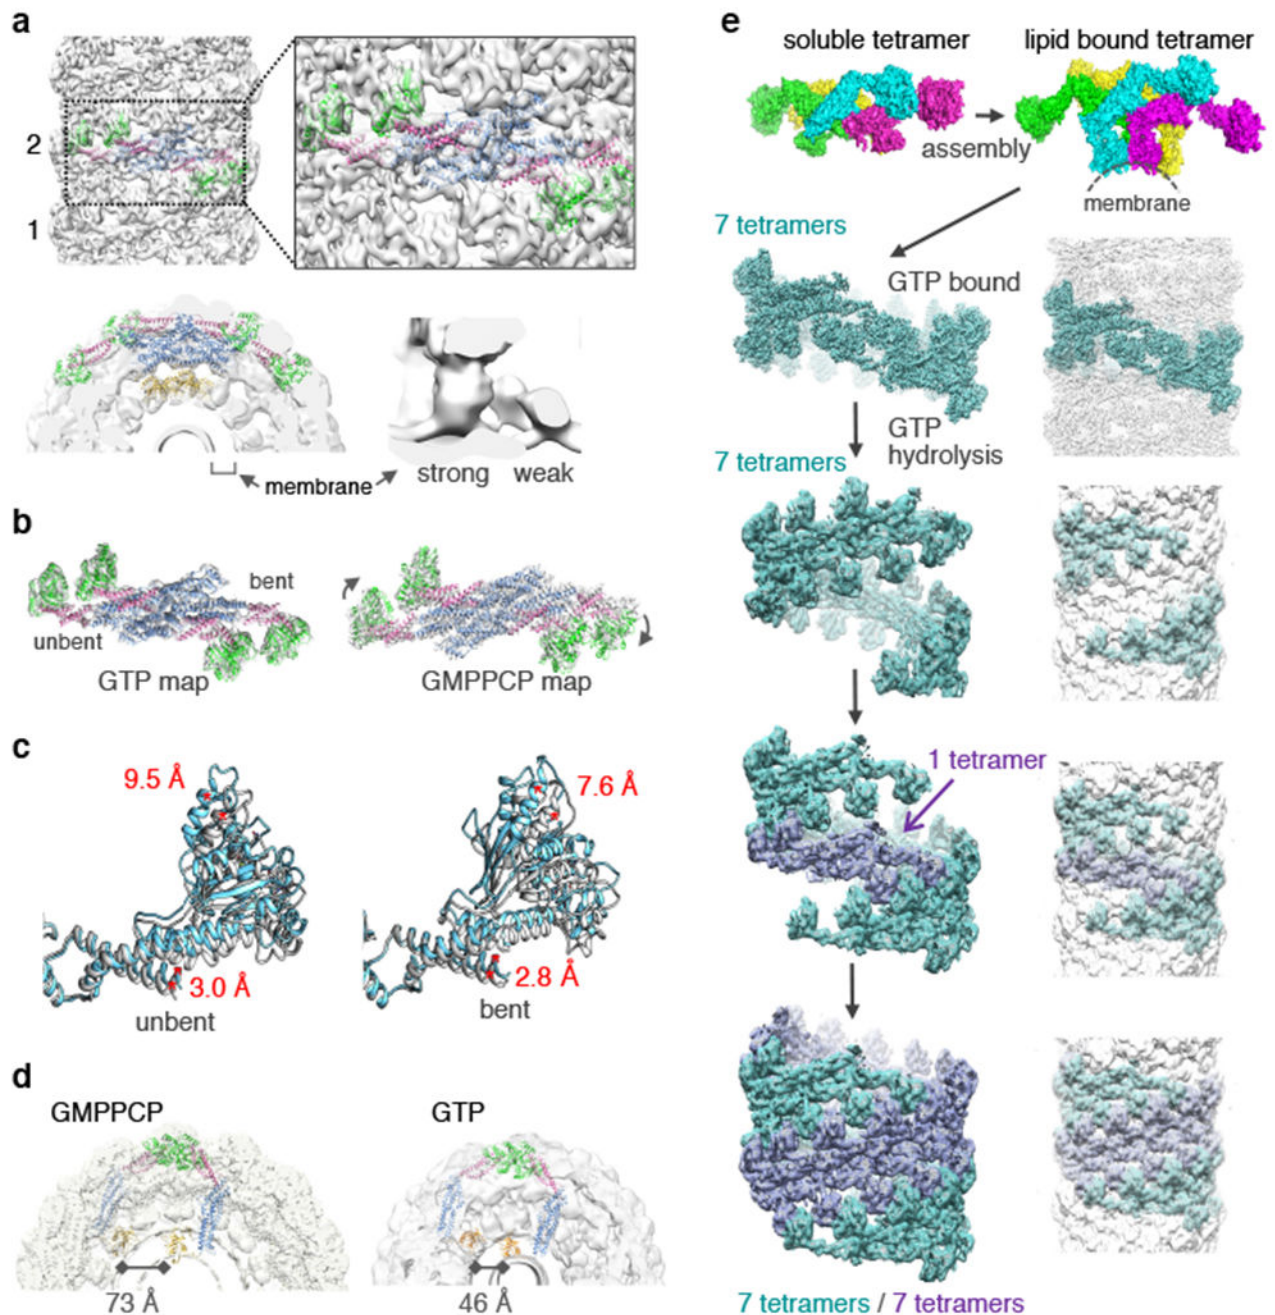 a
2
1
membrane
strong weak
b
unbent
bent
GTP map
GMPPCP map
c
9.5 Å
3.0 Å
unbent
7.6 Å
2.8 Å
bent
d
GMPPCP
GTP
73 Å
46 Å
e
soluble tetramer
lipid bound tetramer
assembly
membrane
7 tetramers
GTP bound
GTP
hydrolysis
7 tetramers
1 tetramer
7 tetramers / 7 tetramers